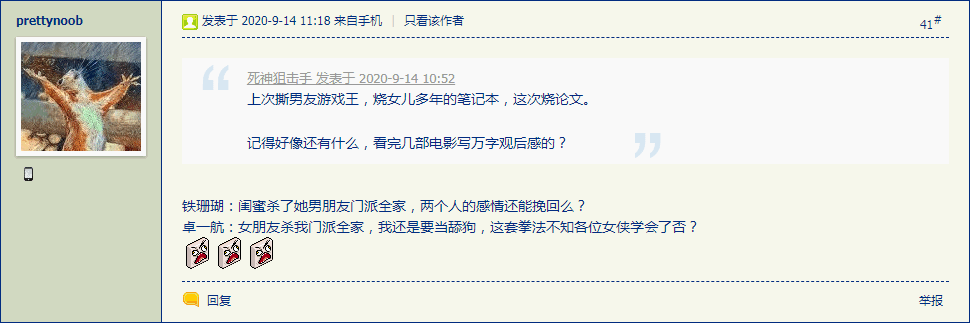 prettynoob
发表于 2020-9-14 11:18 来自手机 | 只看该作者
41#
死神狙击手 发表于 2020-9-14 10:52
上次撕男友游戏王，烧女儿多年的笔记本，这次烧论文。
记得好像还有什么，看完几部电影写万字观后感的？
铁珊瑚：闺蜜杀了她男朋友门派全家，两个人的感情还能挽回么？
卓一航：女朋友杀我门派全家，我还是要当舔狗，这套拳法不知各位女侠学会了否？
回复
举报